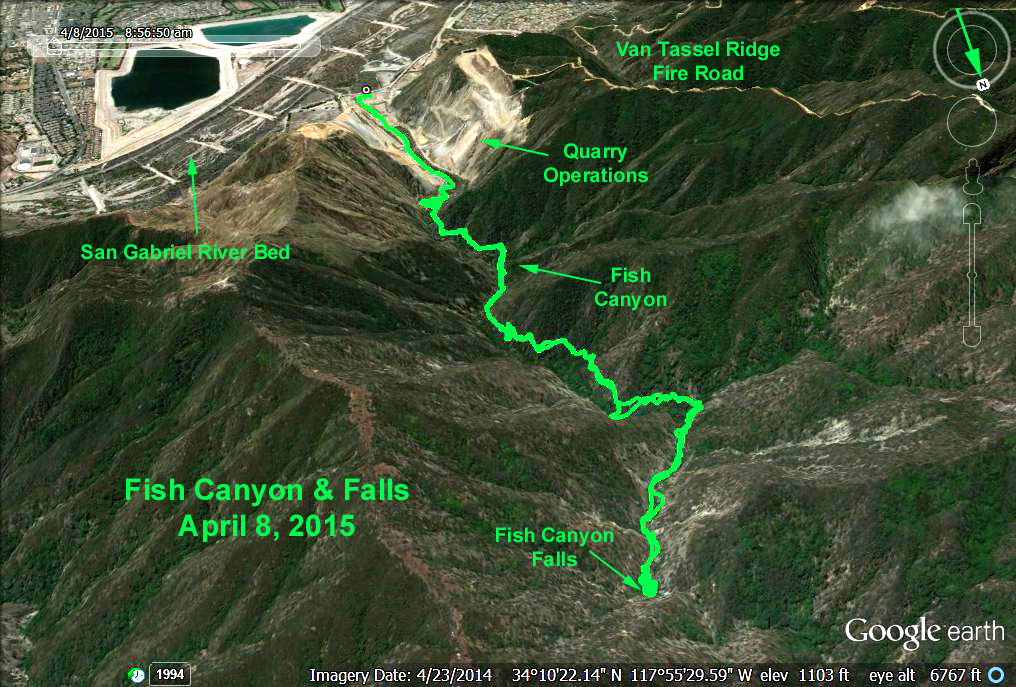 4/8/2015 8:56:50 am
Van Tassel Ridge
Fire Road
N
Quarry
Operations
San Gabriel River Bed
Fish
Canyon
Fish Canyon & Falls
April 8, 2015
Fish Canyon
Falls
Google earth
1994
Imagery Date: 4/23/2014 34°10'22.14" N 117°55'29.59" W elev 1103 ft eye alt 6767 ft